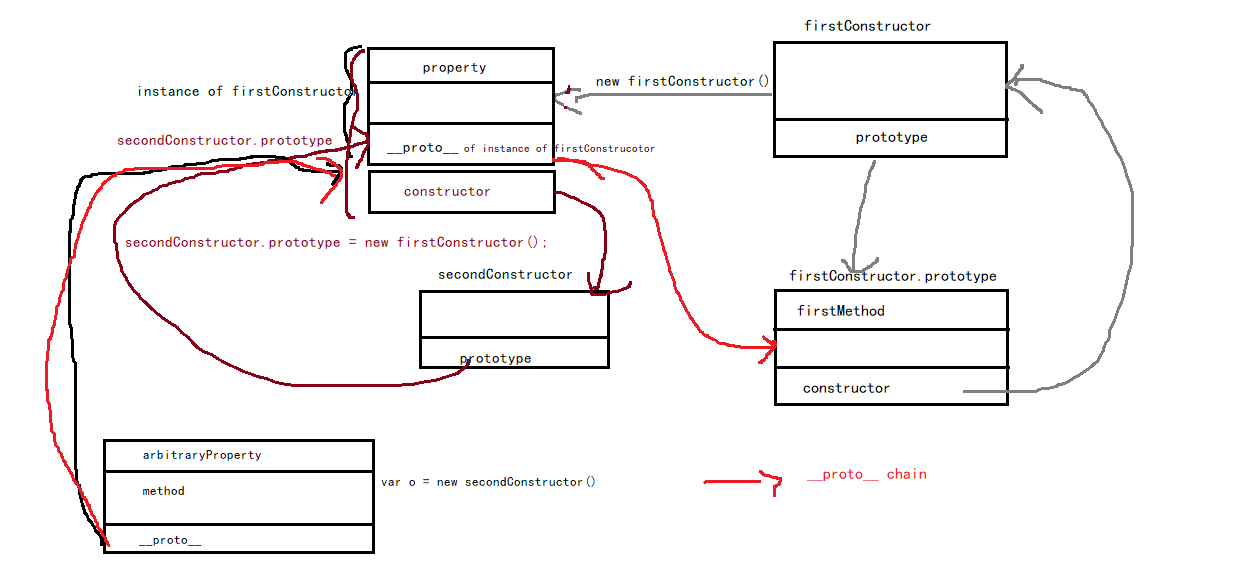 firstConstructor
property
new firstConstructor()
instance of firstConstructor
secondConstructor.prototype
prototype
__proto__ of instance of firstConstrucotor
constructor
secondConstructor.prototype = new firstConstructor();
secondConstructor
firstConstructor.prototype
firstMethod
prototype
constructor
arbitraryProperty
var o = new secondConstructor()
__proto__ chain
method
__proto__